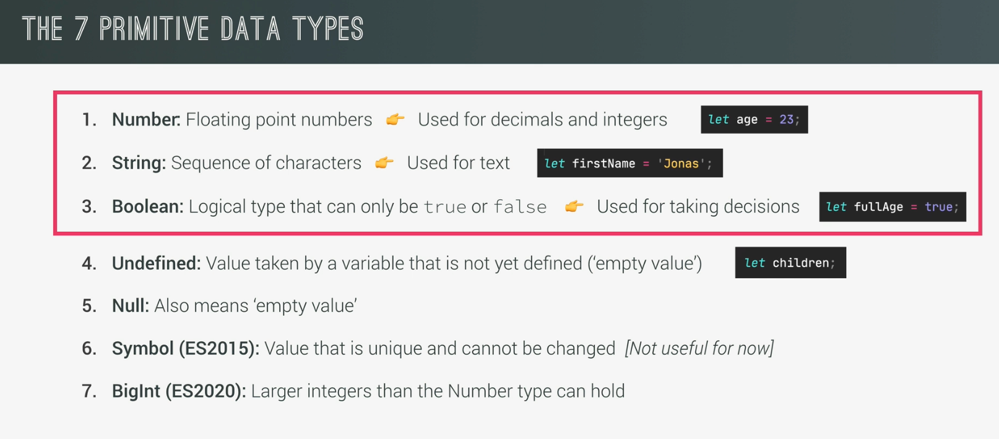 THE 7 PRIMITIVE DATA TYPES
1. Number: Floating point numbers 👉 Used for decimals and integers let age = 23;
2. String: Sequence of characters 👉 Used for text let firstName = 'Jonas';
3. Boolean: Logical type that can only be true or false 👉 Used for taking decisions let fullAge = true;
4. Undefined: Value taken by a variable that is not yet defined (‘empty value’) let children;
5. Null: Also means ‘empty value’
6. Symbol (ES2015): Value that is unique and cannot be changed [Not useful for now]
7. BigInt (ES2020): Larger integers than the Number type can hold